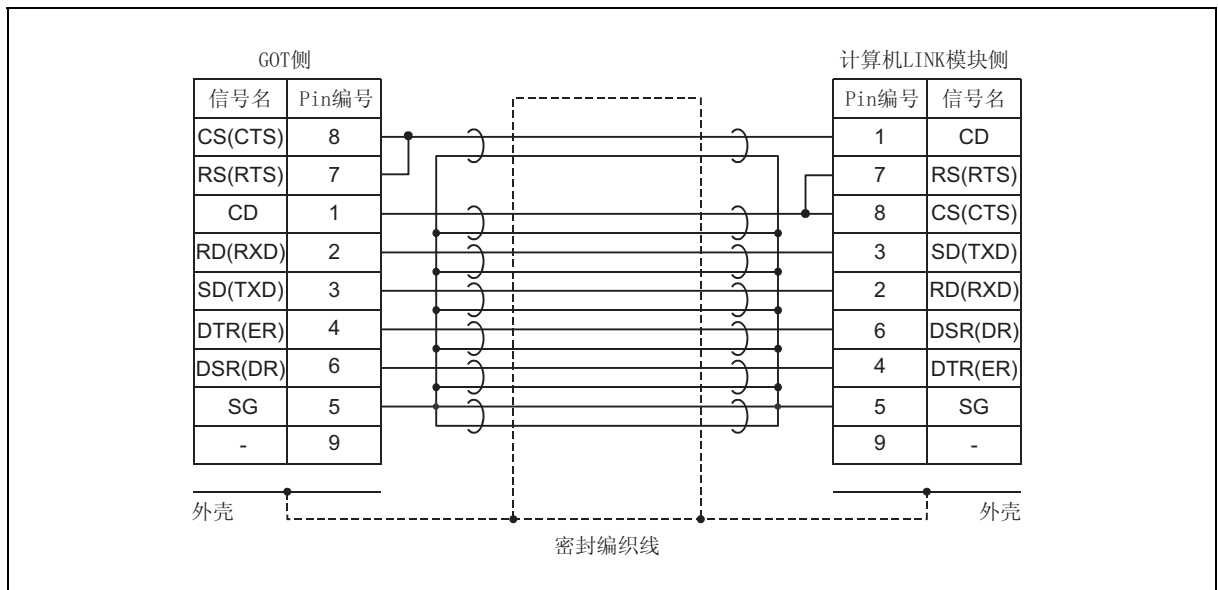 GOT侧 计算机LINK模块侧
信号名 Pin编号 Pin编号 信号名
CS(CTS) 8 1 CD
RS(RTS) 7 7 RS(RTS)
CD 1 8 CS(CTS)
RD(RXD) 2 3 SD(TXD)
SD(TXD) 3 2 RD(RXD)
DTR(ER) 4 6 DSR(DR)
DSR(DR) 6 4 DTR(ER)
SG 5 5 SG
- 9 9 -
外壳 外壳
密封编织线